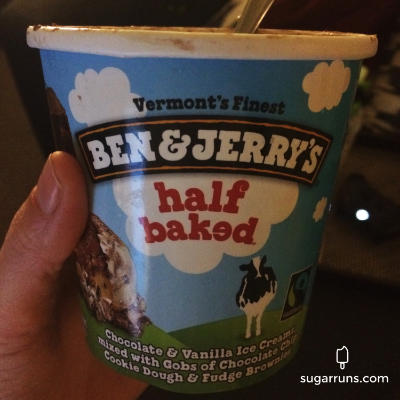 Vermont's Finest
BEN & JERRY'S
half
baked
Chocolate & Vanilla Ice Creams
mixed with Gobs of Chocolate Chip
Cookie Dough & Fudge Brownies
sugarruns.com